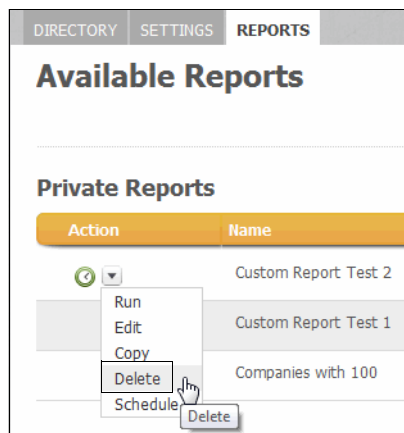 DIRECTORY SETTINGS REPORTS
Available Reports
Private Reports
Action Name
Custom Report Test 2
Run
Edit
Custom Report Test 1
Copy
Delete
Companies with 100
Schedule
Delete